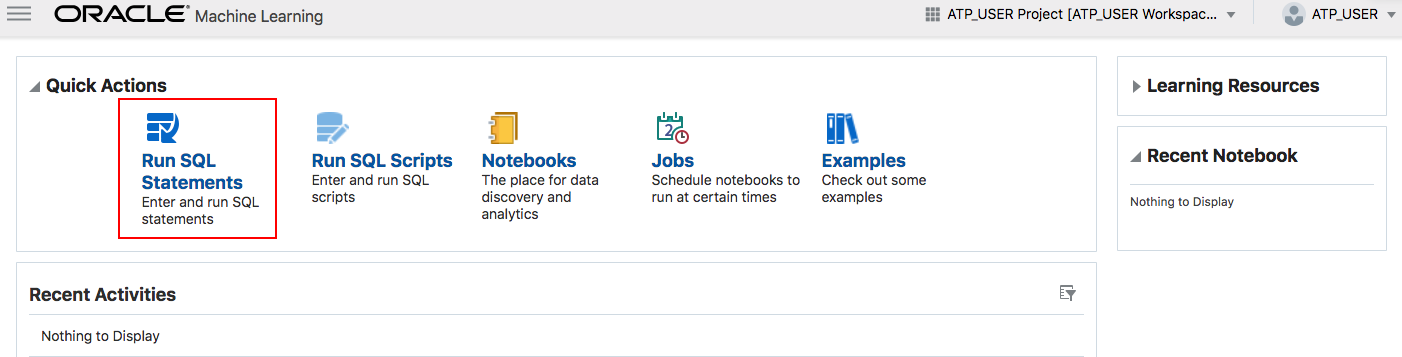 ORACLE Machine Learning
ATP_USER Project [ATP_USER Workspac...
ATP_USER
Quick Actions
Run SQL
Statements
Enter and run SQL
statements
Run SQL Scripts
Enter and run SQL
scripts
Notebooks
The place for data
discovery and
analytics
2
Jobs
Schedule notebooks to
run at certain times
Examples
Check out some
examples
Learning Resources
Recent Notebook
Nothing to Display
Recent Activities
Nothing to Display